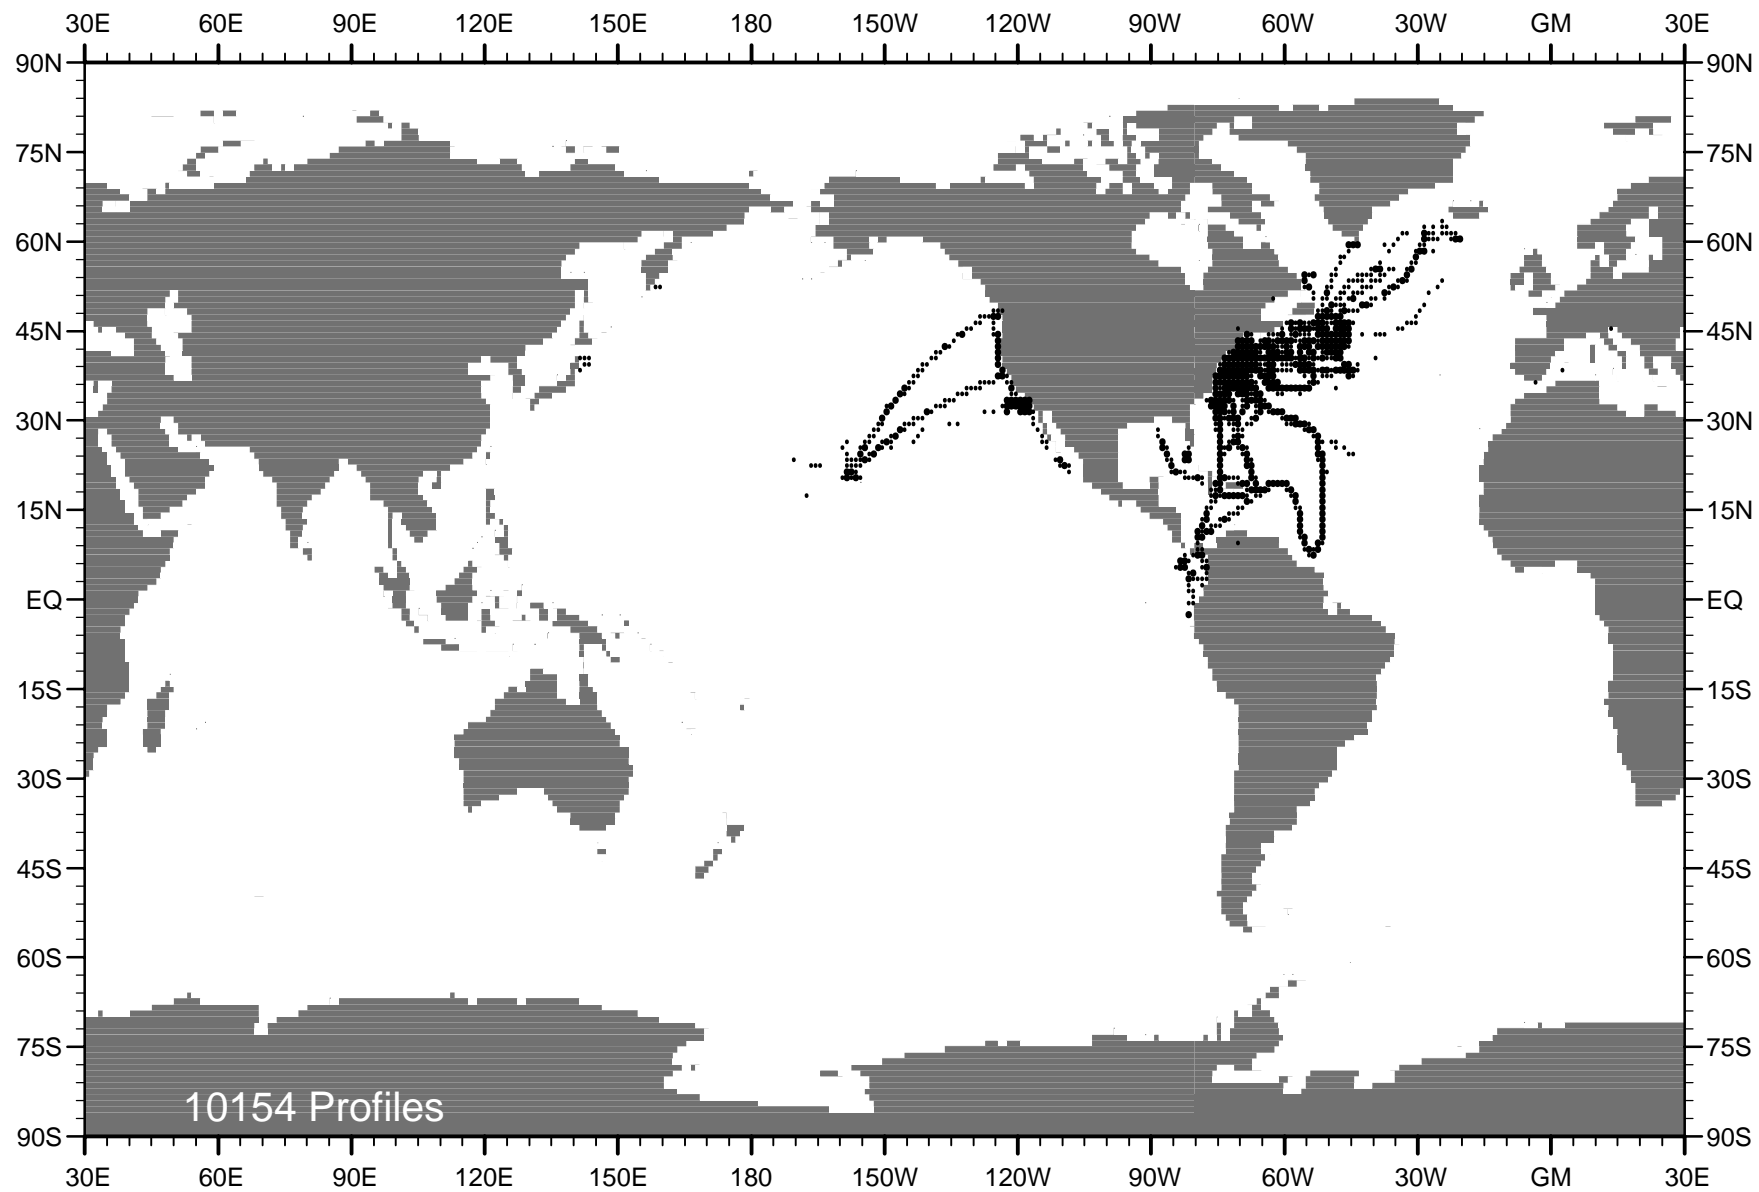 30E 60E 90E 120E 150E 180 150W 120W 90W 60W 30W GM 30E
90N 90N
75N 75N
60N 60N
45N 45N
30N 30N
15N 15N
EQ EQ
15S 15S
30S 30S
45S 45S
60S 60S
75S 75S
10154 Profiles
90S 90S
30E 60E 90E 120E 150E 180 150W 120W 90W 60W 30W GM 30E